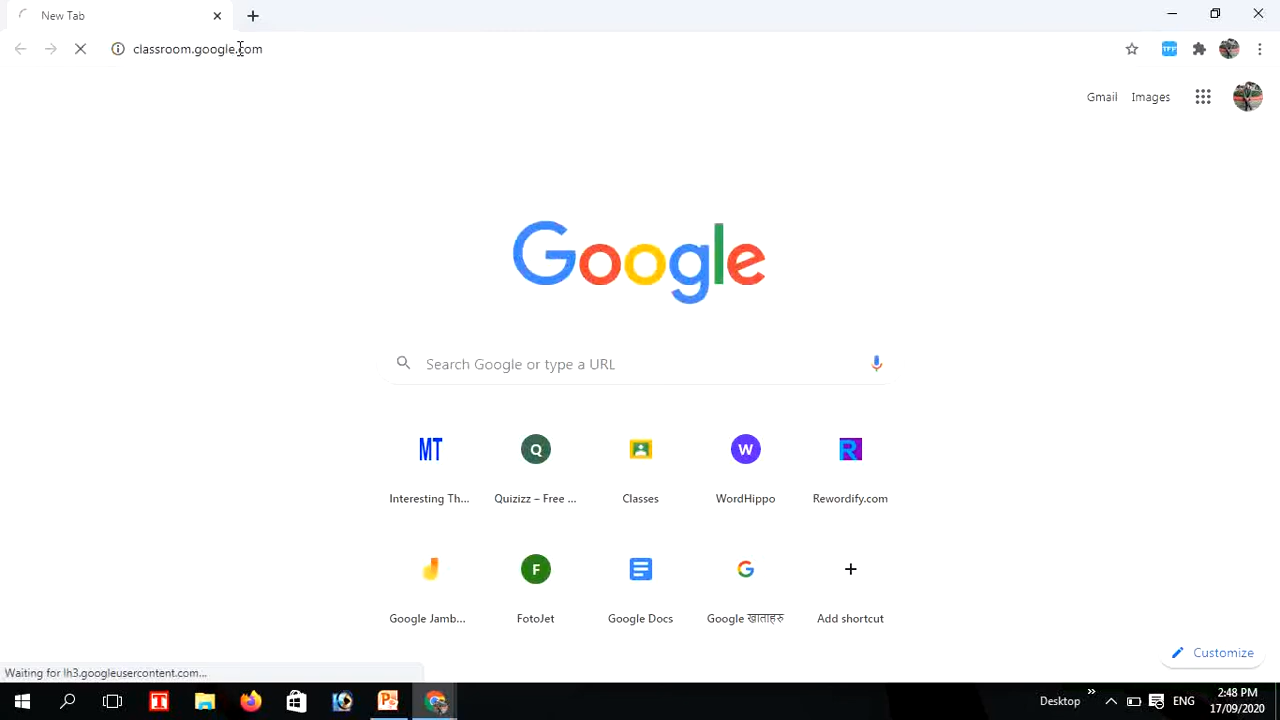 New Tab
classroom.google.com
TFP
Gmail
Images
Google
Search Google or type a URL
MT
Q
W
R
Interesting Th...
Quizizz – Free ...
Classes
WordHippo
Rewordify.com
F
G
Google Jamb...
FotoJet
Google Docs
Google खाताहरु
Add shortcut
Customize
Waiting for lh3.googleusercontent.com...
Desktop
ENG
2:48 PM
17/09/2020